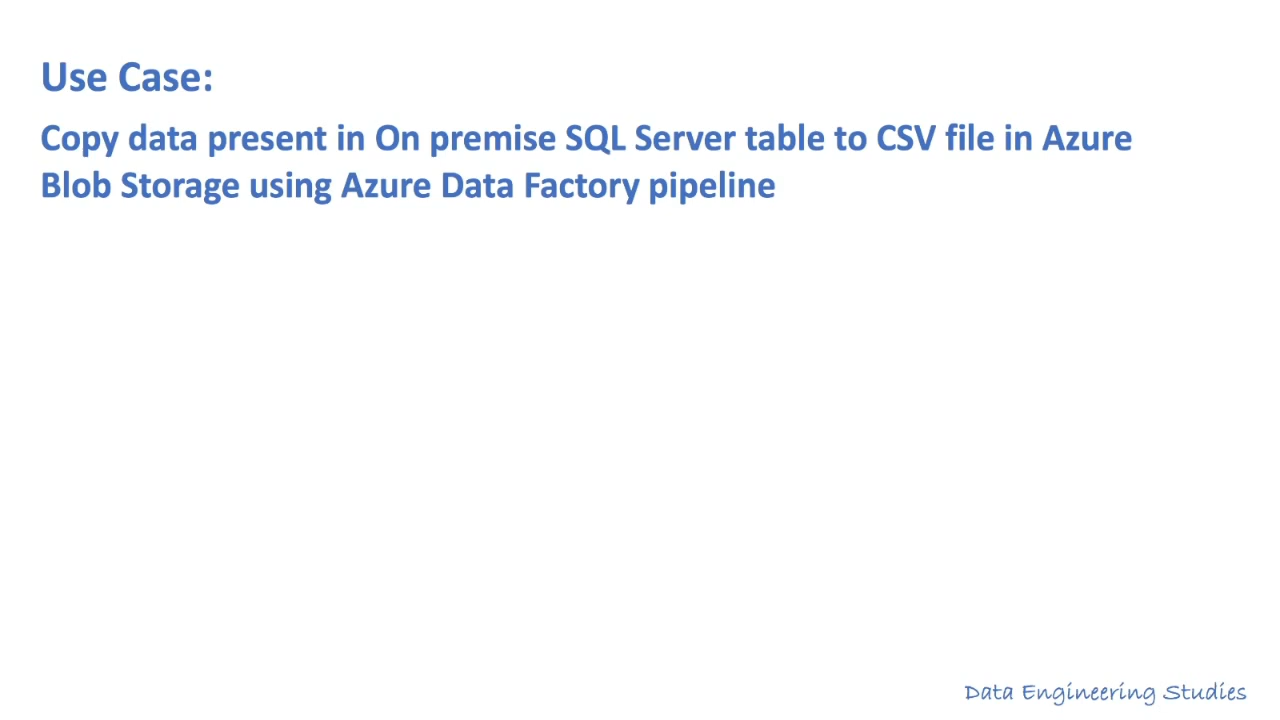 Use Case:
Copy data present in On premise SQL Server table to CSV file in Azure
Blob Storage using Azure Data Factory pipeline
Data Engineering Studies